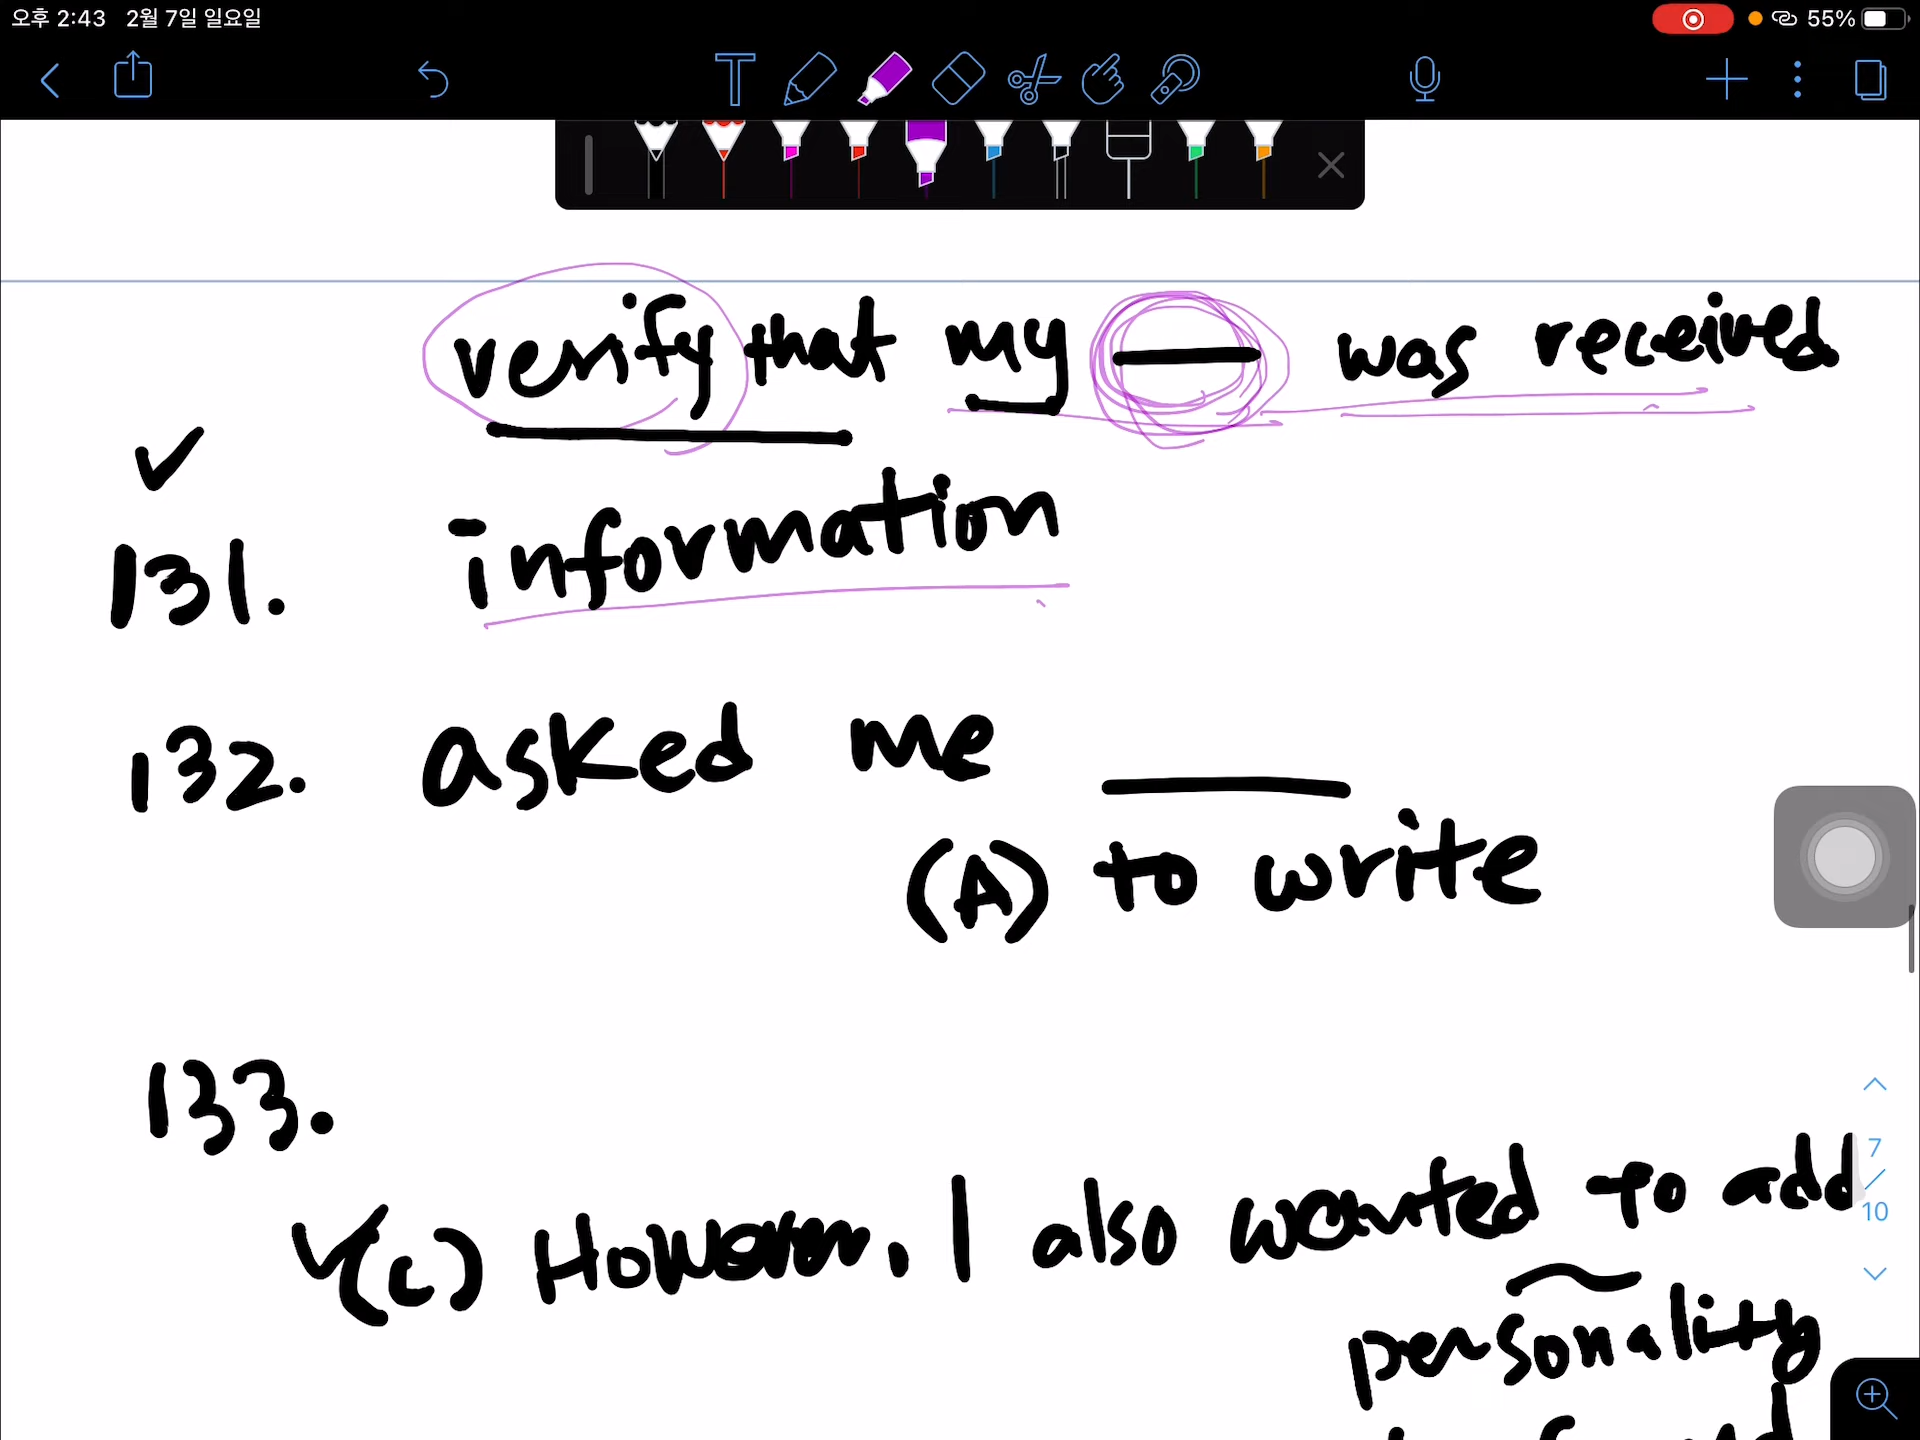 오후 2:43 2월 7일 일요일
55%
verify that my ___ was received
131. information
132. asked me ___
(A) to write
133.
(C) However, I also wanted to add
personality
7
/
10